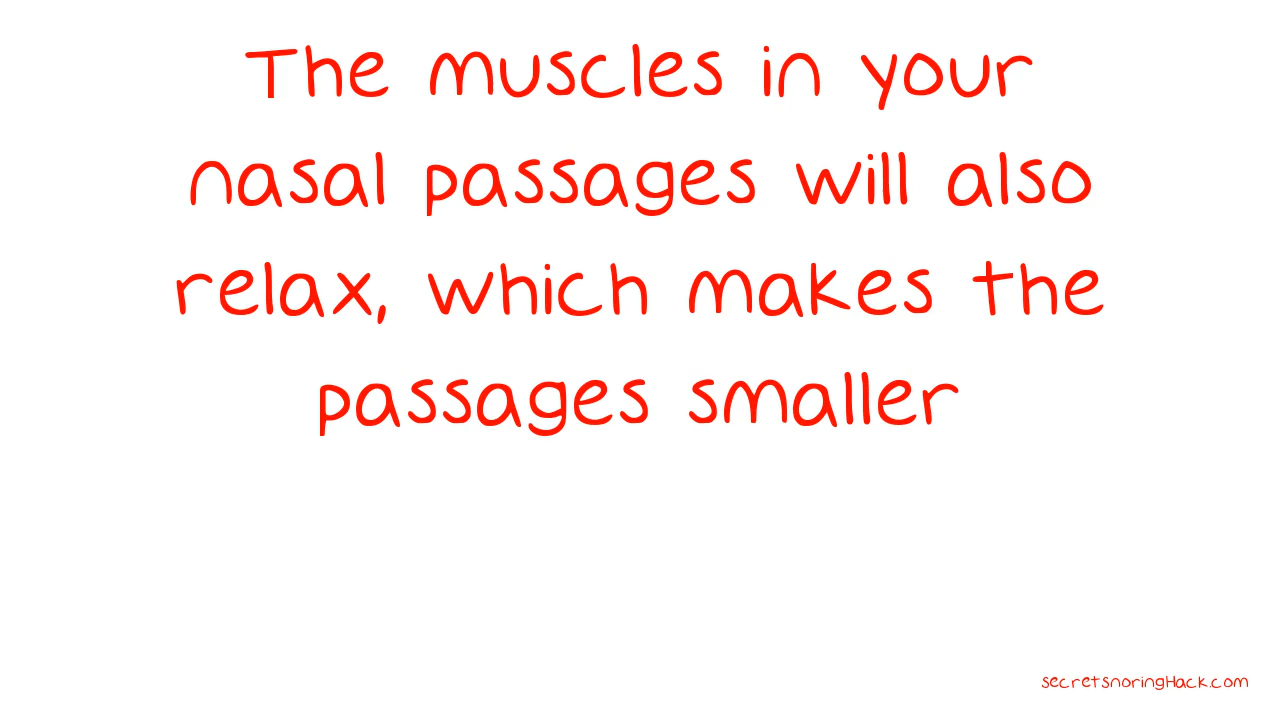 The muscles in your
nasal passages will also
relax, which makes the
passages smaller
secretsnoringHack.com